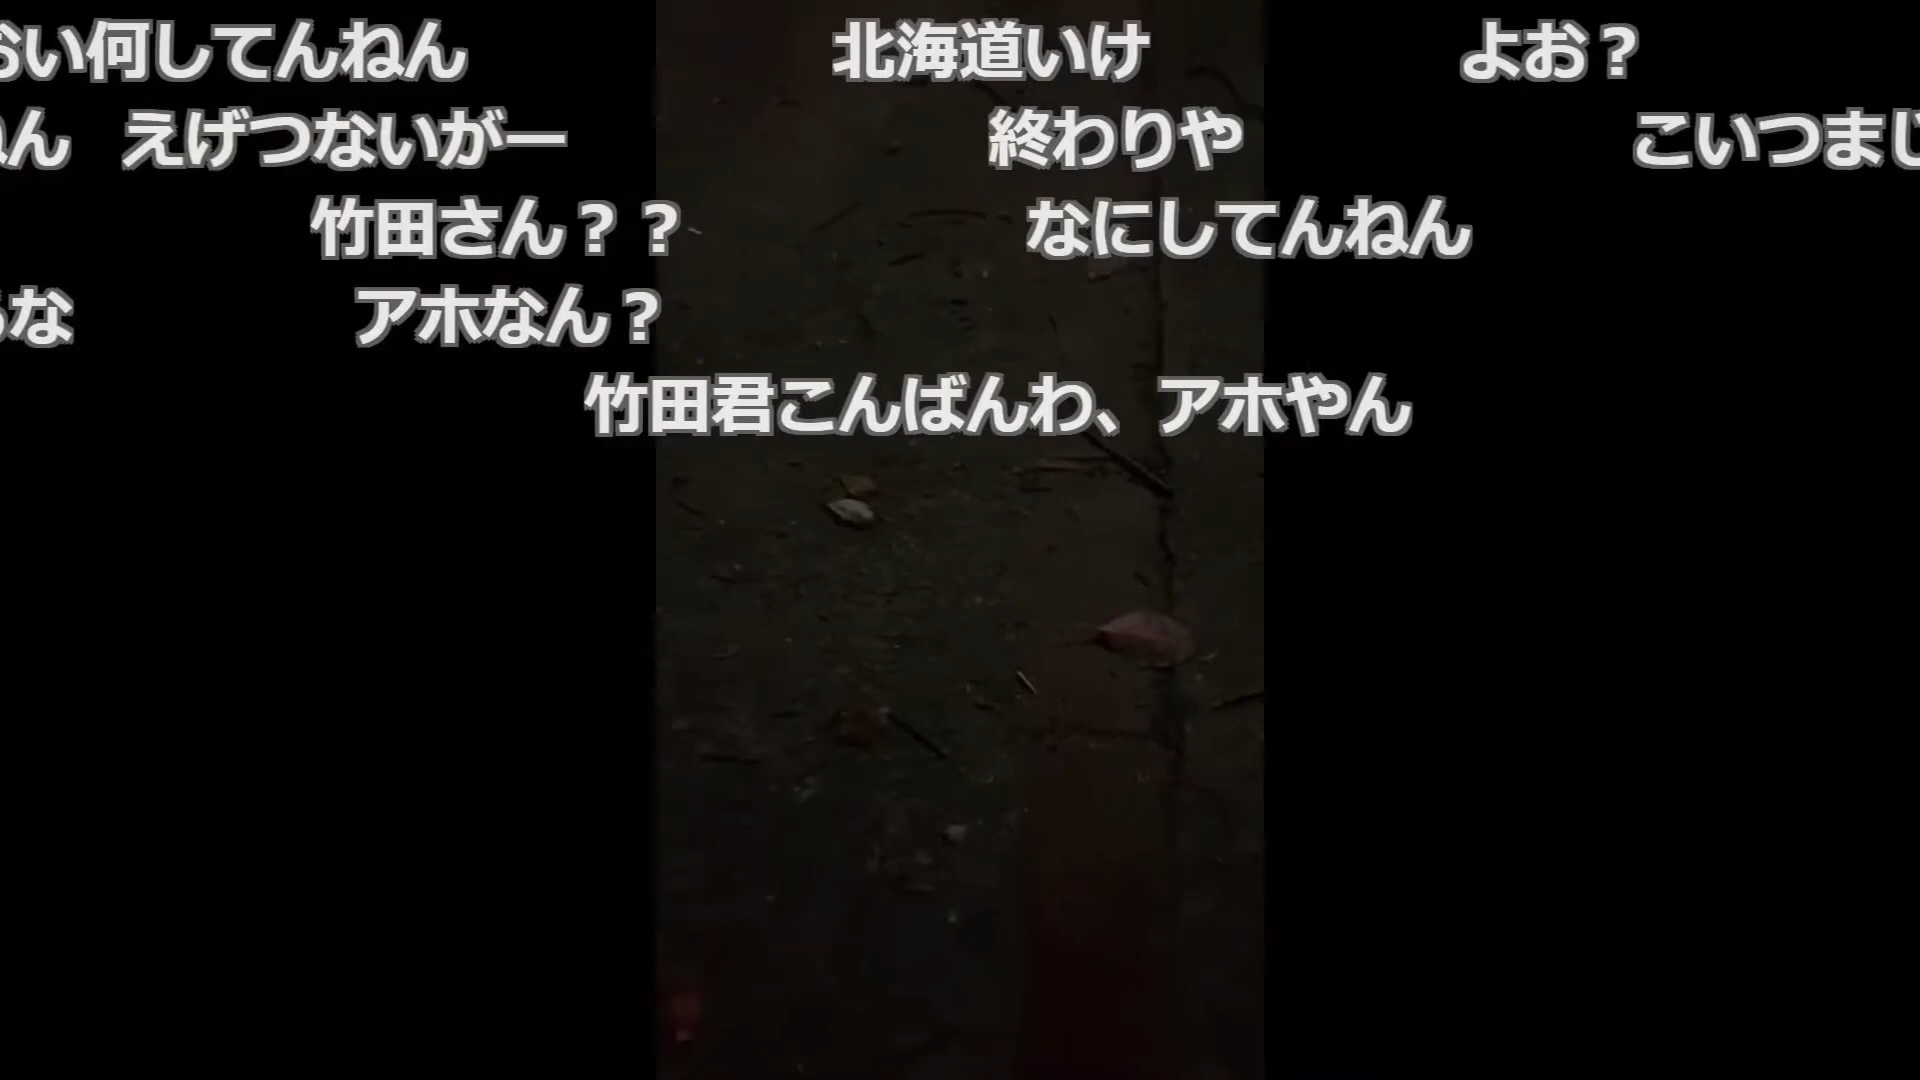 おい何してんねん 北海道いけ よお？
ねん えげつないがー 終わりや こいつまじ
竹田さん？？ なにしてんねん
な アホなん？
竹田君こんばんわ、アホやん